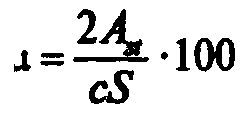 = 2A / cS · 100